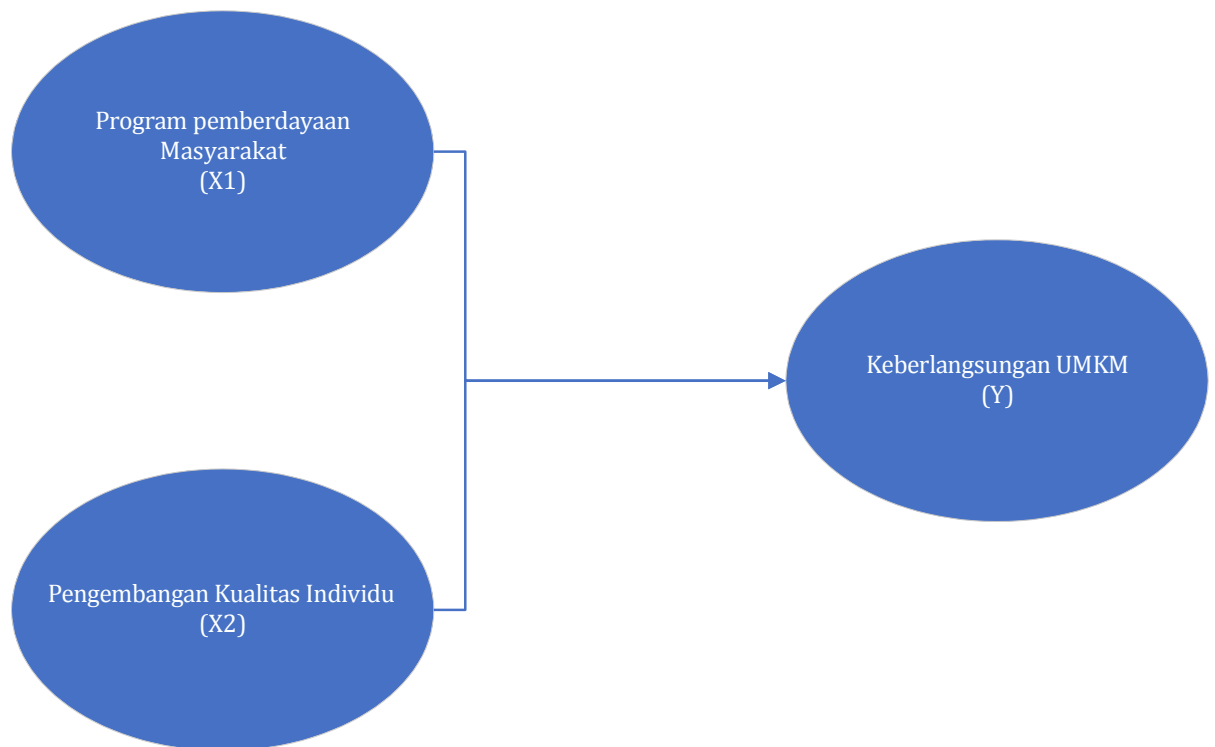 Program pemberdayaan
Masyarakat
(X1)
Keberlangsungan UMKM
(Y)
Pengembangan Kualitas Individu
(X2)